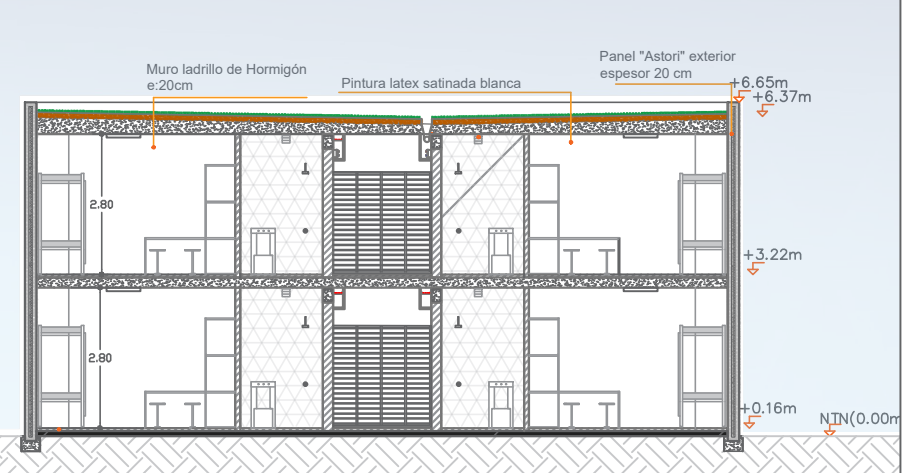 Muro ladrillo de Hormigón
e:20cm
Pintura latex satinada blanca
Panel "Astori" exterior
espesor 20 cm
+6.65m
+6.37m
2.80
+3.22m
2.80
+0.16m
NTN(0.00m